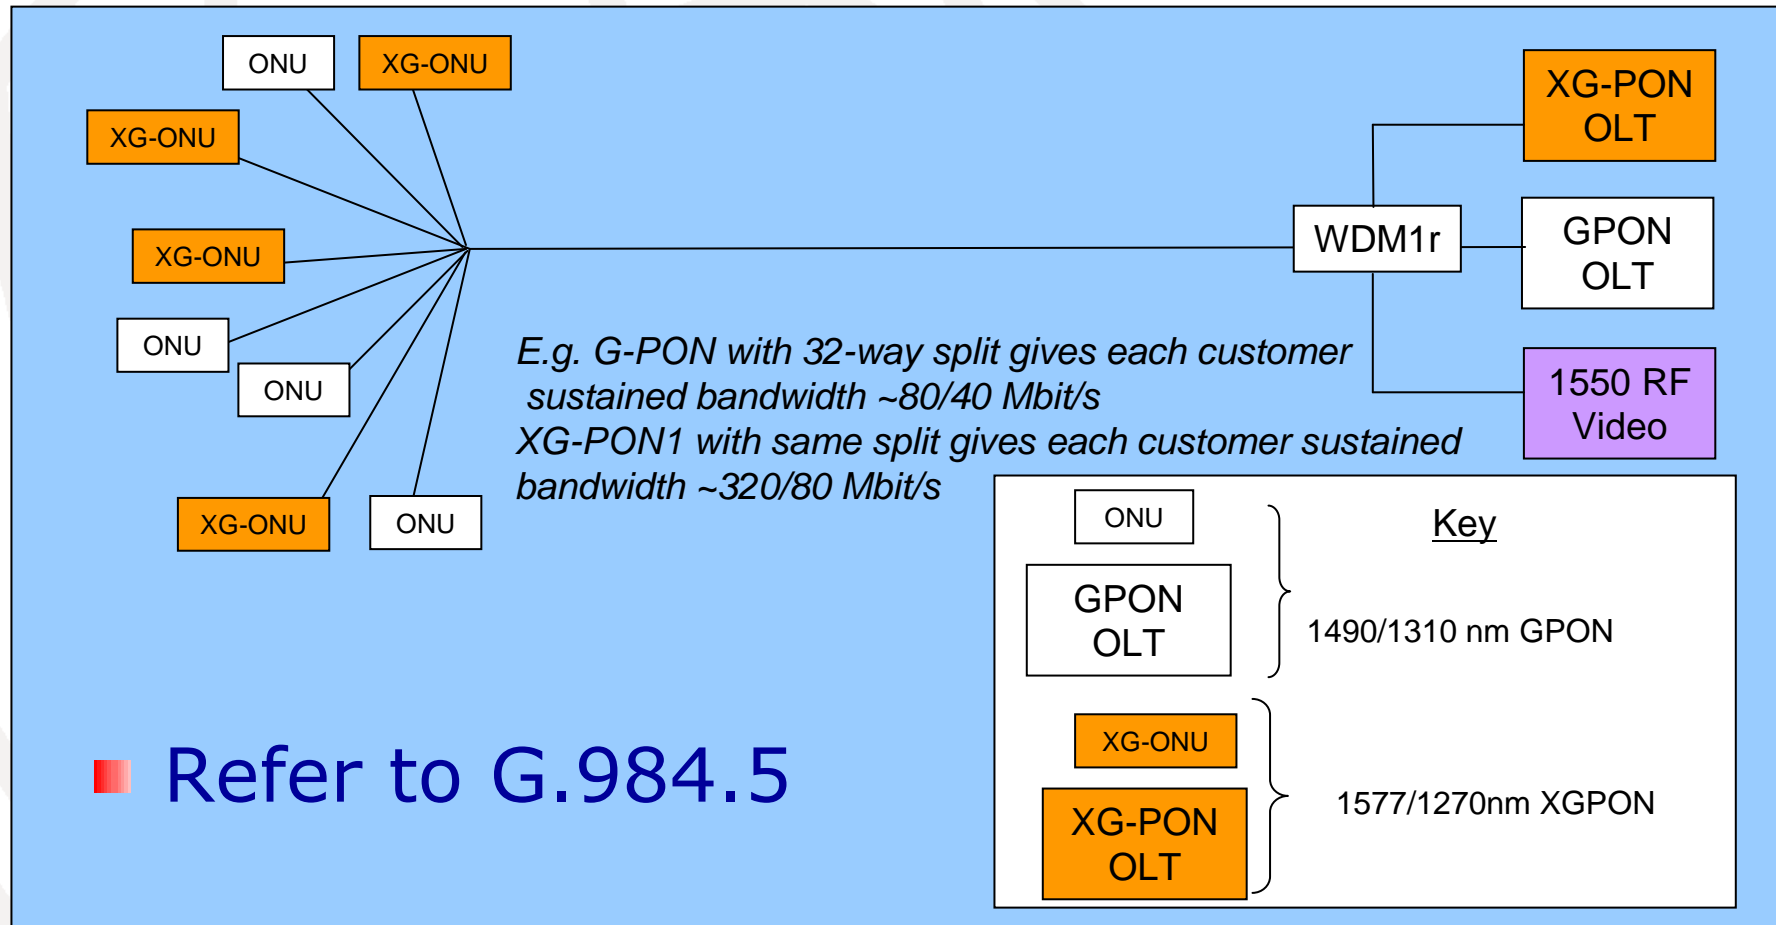 ONU
XG-ONU
XG-PON
OLT
XG-ONU
GPON
OLT
WDM1r
XG-ONU
ONU
ONU
E.g. G-PON with 32-way split gives each customer
sustained bandwidth ~80/40 Mbit/s
XG-PON1 with same split gives each customer sustained
bandwidth ~320/80 Mbit/s
1550 RF
Video
XG-ONU
ONU
Key
ONU
GPON
OLT
1490/1310 nm GPON
XG-ONU
XG-PON
OLT
1577/1270nm XGPON
Refer to G.984.5